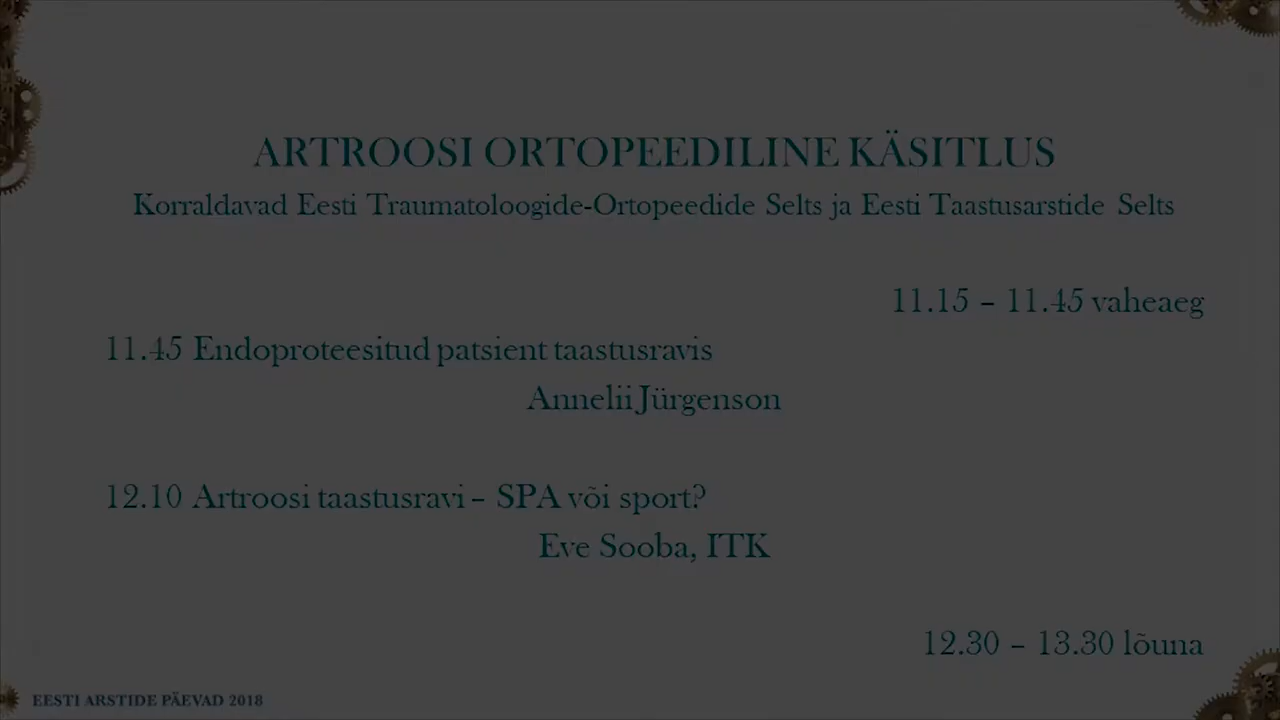 ARTROOSI ORTOPEEDILINE KÄSITLUS
Korraldavad Eesti Traumatoloogide-Ortopeedide Selts ja Eesti Taastusarstide Selts
11.15 – 11.45 vaheaeg
11.45 Endoproteesitud patsient taastusravis
Annelii Jürgenson
12.10 Artroosi taastusravi – SPA või sport?
Eve Sooba, ITK
12.30 – 13.30 lõuna
EESTI ARSTIDE PÄEVAD 2018